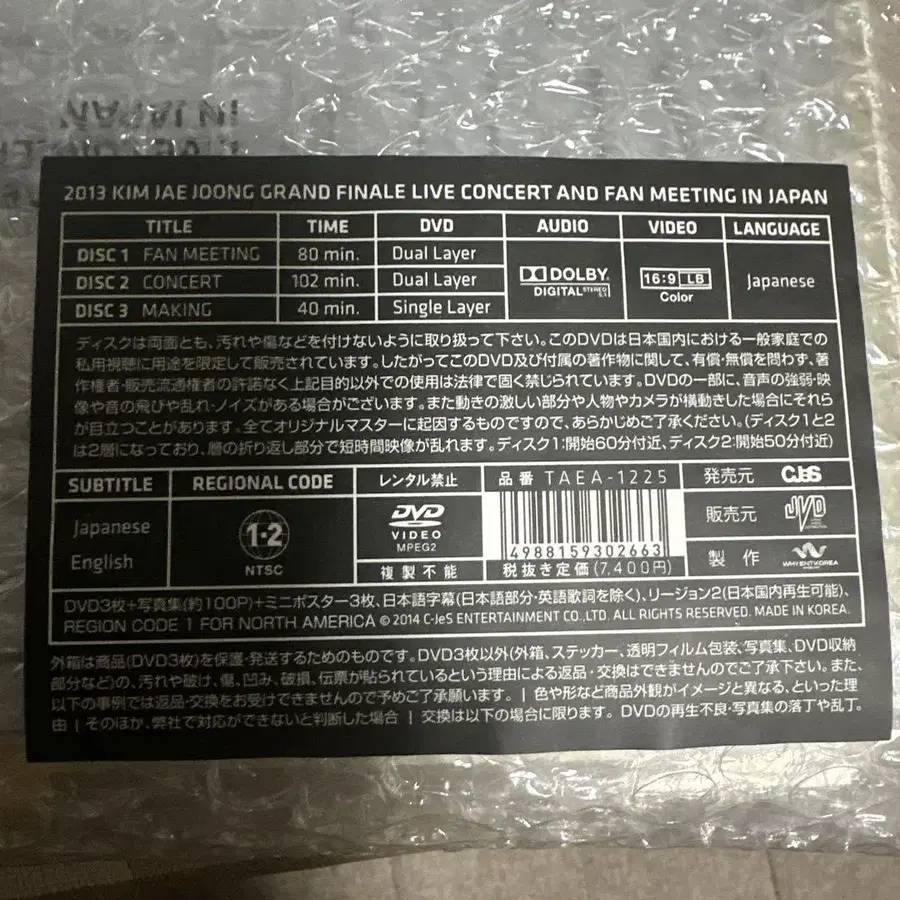 IN JAPAN
2013 KIM JAE JOONG GRAND FINALE LIVE CONCERT AND FAN MEETING IN JAPAN
TITLE TIME DVD AUDIO VIDEO LANGUAGE
DISC 1 FAN MEETING 80 min. Dual Layer
DISC 2 CONCERT 102 min. Dual Layer
DISC 3 MAKING 40 min. Single Layer
DOLBY
DIGITAL STEREO 5.1
16:9 LB
Color
Japanese
ディスクは両面とも、汚れや傷などを付けないように取り扱って下さい。このDVDは日本国内における一般家庭での
私用視聴に用途を限定して販売されています。したがってこのDVD及び付属の著作物に関して、有償・無償を問わず、著
作権者・販売流通権者の許諾なく上記目的以外での使用は法律で固く禁じられています。DVDの一部に、音声の強弱・映
像や音の飛びや乱れ・ノイズがある場合がございます。また動きの激しい部分や人物やカメラが横動きした場合にそれら
が目立つことがあります。全てオリジナルマスターに起因するものですので、あらかじめご了承ください。(ディスク1と2
は2層になっており、層の折り返し部分で短時間映像が乱れます。ディスク1:開始60分付近、ディスク2:開始50分付近)
SUBTITLE REGIONAL CODE レンタル禁止 品番 TAEA-1225 発売元 CJeS
Japanese
English
1·2
NTSC
DVD
VIDEO
MPEG2
複製不能
4988159302663
税抜き定価(7,400円)
販売元 JVD
製作 WHYENTKOREA
DVD3枚+写真集(約100P)+ミニポスター3枚、日本語字幕(日本語部分・英語歌詞を除く)、リージョン2(日本国内再生可能)、
REGION CODE 1 FOR NORTH AMERICA © 2014 C-JeS ENTERTAINMENT CO.,LTD. ALL RIGHTS RESERVED. MADE IN KOREA.
外箱は商品(DVD3枚)を保護・発送するためのものです。DVD3枚以外(外箱、ステッカー、透明フィルム包装、写真集、DVD収納
部分など)の、汚れや破け、傷、凹み、破損、伝票が貼られているという理由による返品・交換はできませんのでご了承下さい。また、
以下の事例では返品・交換をお受けできませんので予めご了承願います。| 色や形など商品外観がイメージと異なる、といった理
由 | そのほか、弊社で対応ができないと判断した場合 | 交換は以下の場合に限ります。DVDの再生不良・写真集の落丁や乱丁。